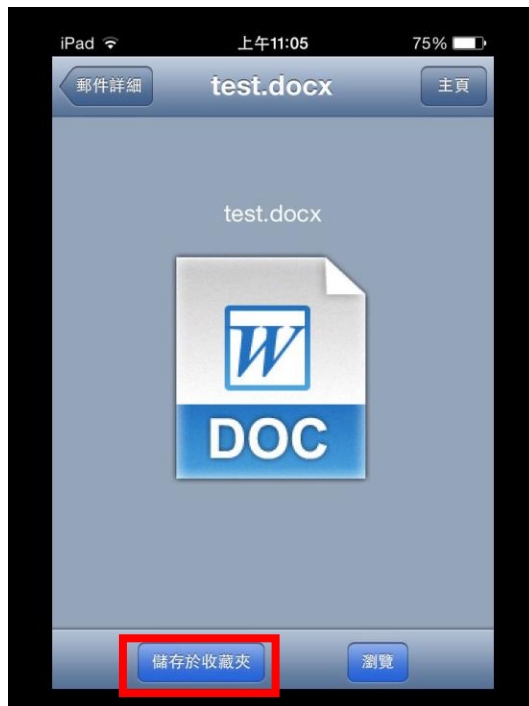 iPad 上午11:05 75%
郵件詳細 test.docx 主頁
test.docx
W
DOC
儲存於收藏夾 瀏覽